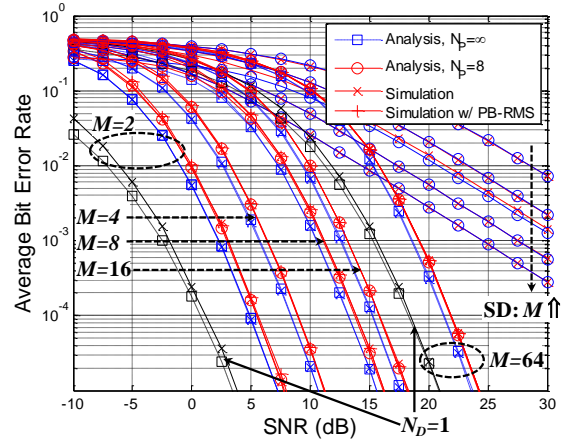 Analysis, N_p=∞
Analysis, N_p=8
Simulation
Simulation w/ PB-RMS
Average Bit Error Rate
10^0
10^-1
10^-2
10^-3
10^-4
M=2
M=4
M=8
M=16
SD: M ⇑
M=64
N_D=1
-10 -5 0 5 10 15 20 25 30
SNR (dB)